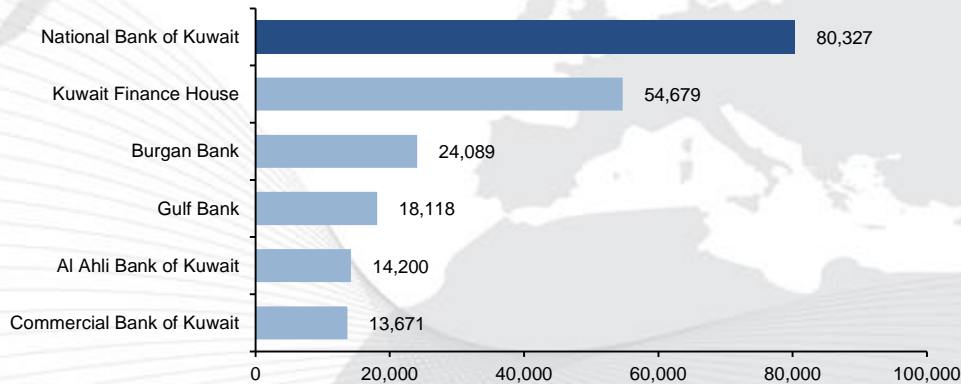 National Bank of Kuwait 80,327
Kuwait Finance House 54,679
Burgan Bank 24,089
Gulf Bank 18,118
Al Ahli Bank of Kuwait 14,200
Commercial Bank of Kuwait 13,671
0 20,000 40,000 60,000 80,000 100,000